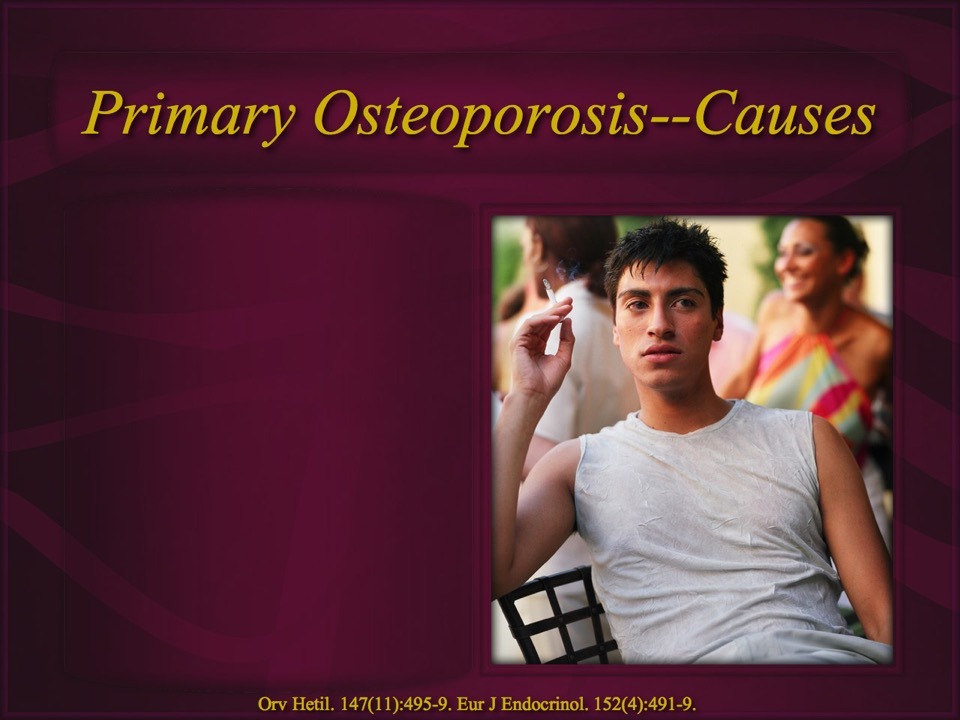 Primary Osteoporosis--Causes
Orv Hetil. 147(11):495-9. Eur J Endocrinol. 152(4):491-9.